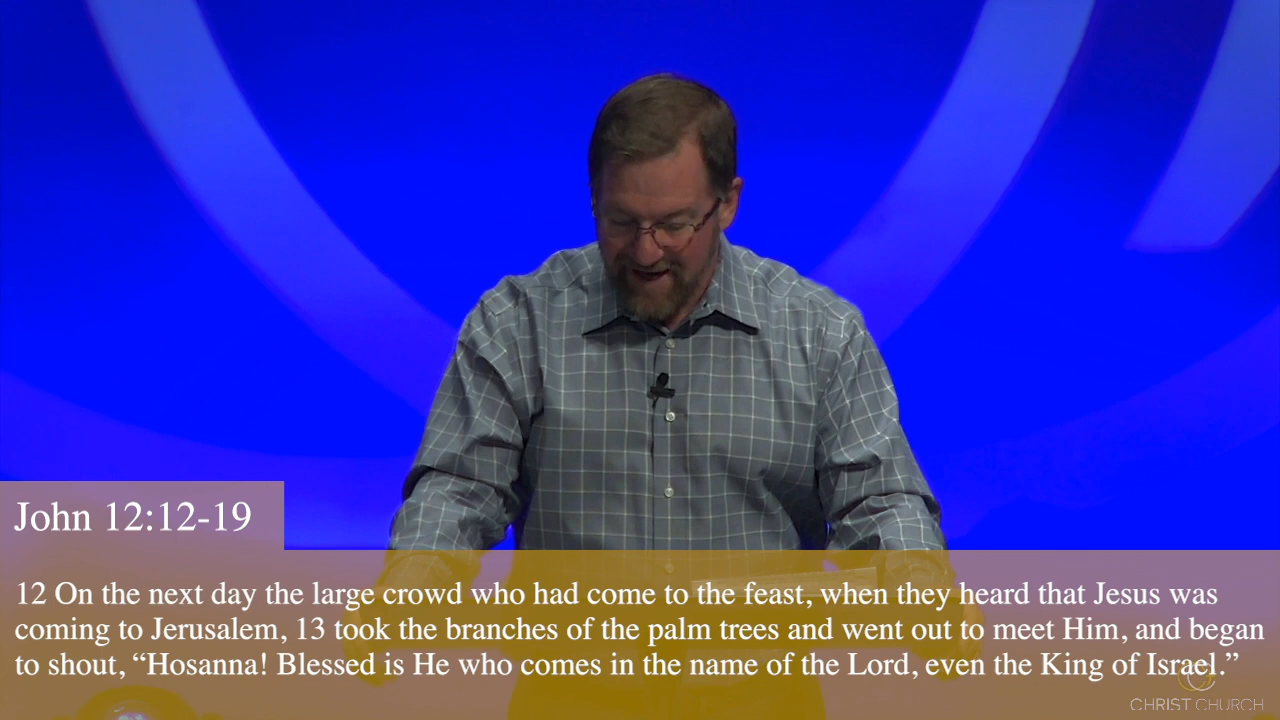 John 12:12-19
12 On the next day the large crowd who had come to the feast, when they heard that Jesus was
coming to Jerusalem, 13 took the branches of the palm trees and went out to meet Him, and began
to shout, “Hosanna! Blessed is He who comes in the name of the Lord, even the King of Israel.”
CHRIST CHURCH